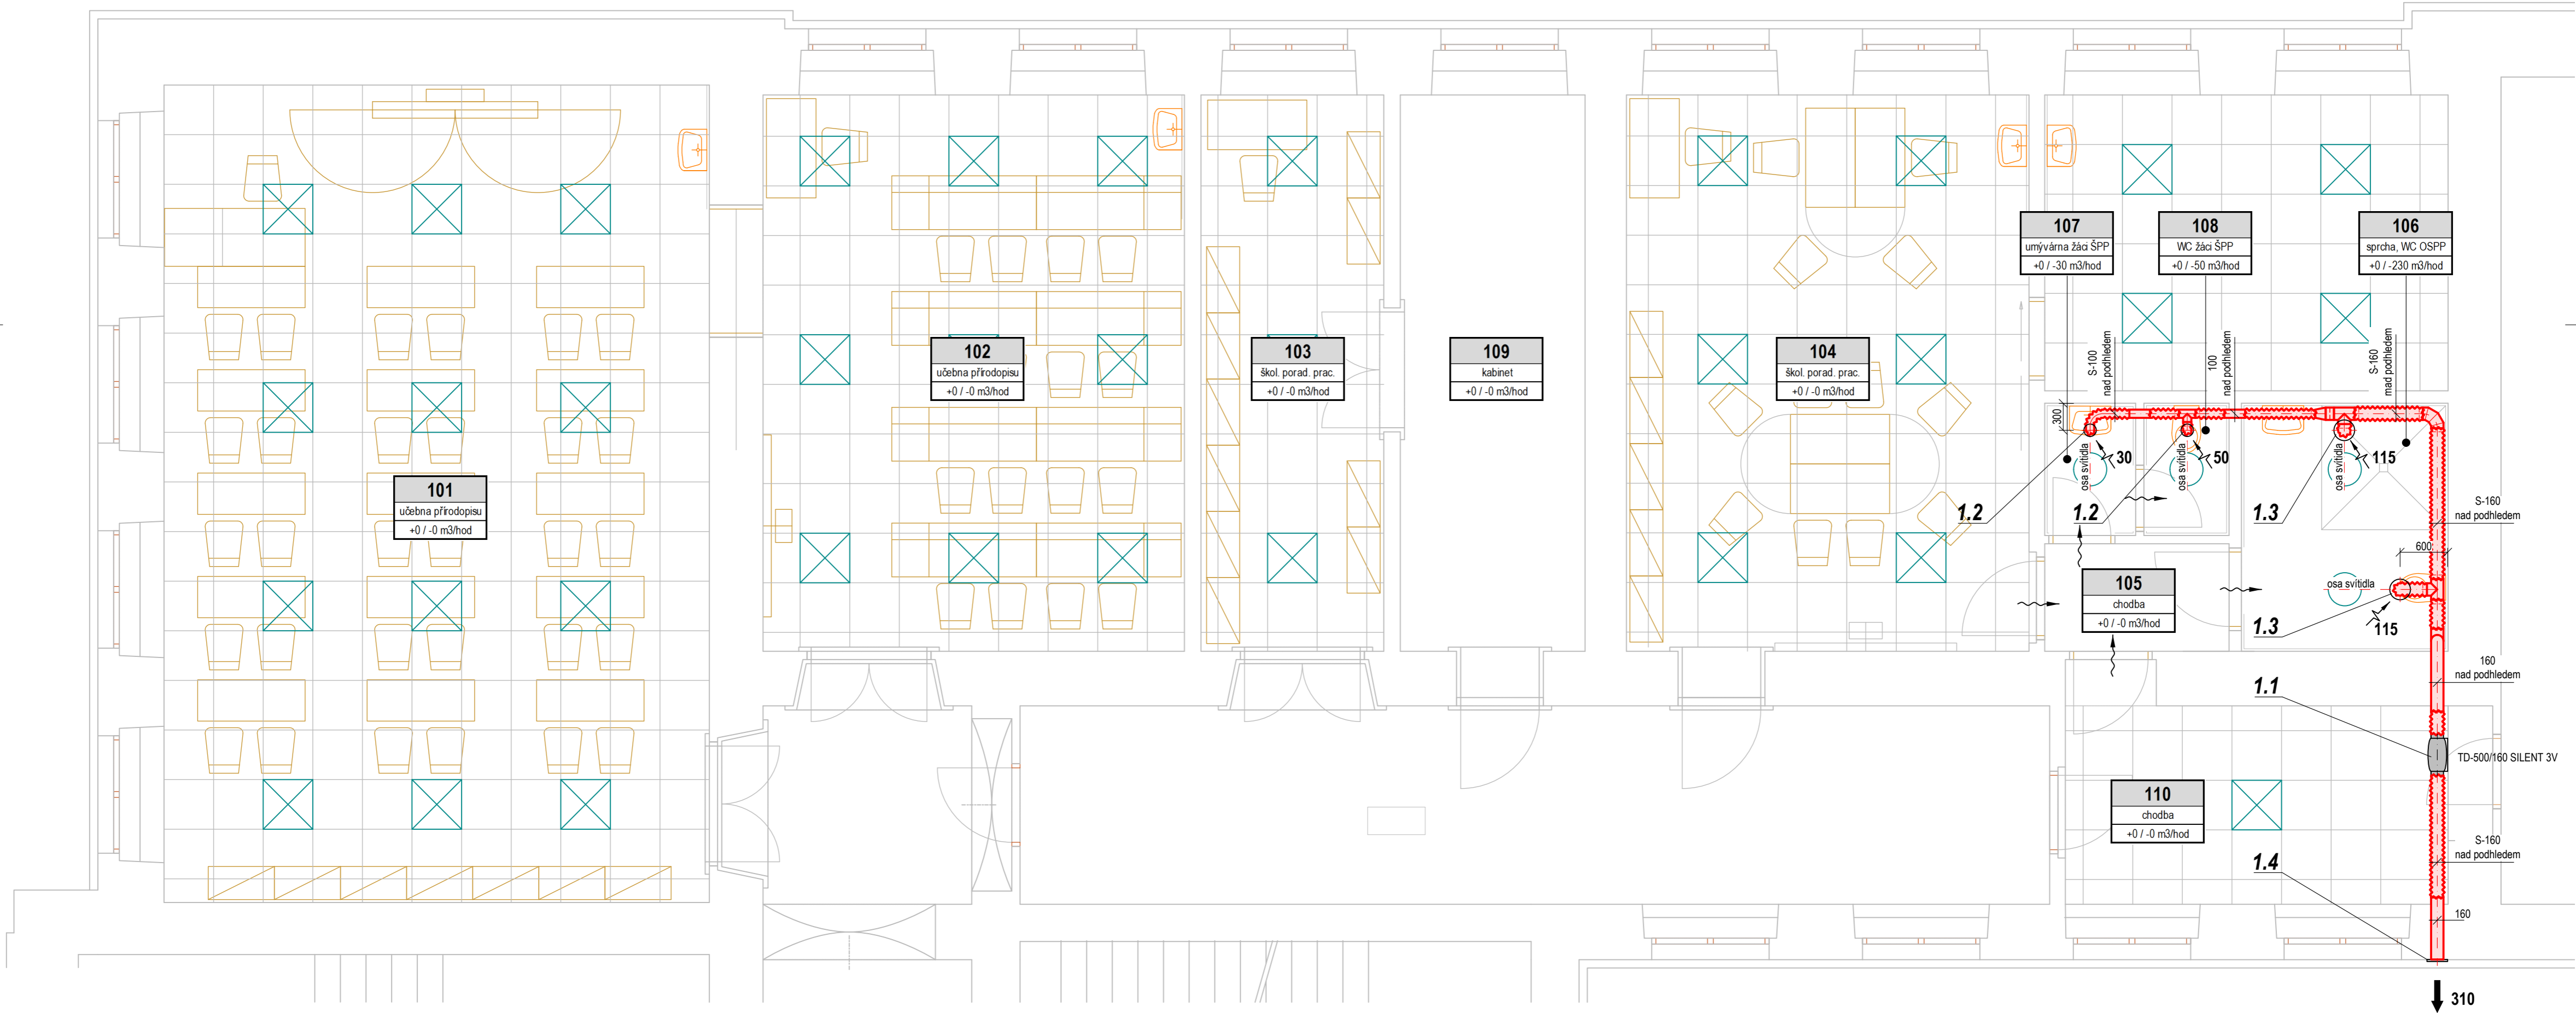 107
umývárna žáci ŠPP
+0 / -30 m3/hod
108
WC žáci ŠPP
+0 / -50 m3/hod
106
sprcha, WC OSPP
+0 / -230 m3/hod
S-100
nad podhledem
100
nad podhledem
S-160
mad podhledem
102
učebna přírodopisu
+0 / -0 m3/hod
103
škol. porad. prac.
+0 / -0 m3/hod
109
kabinet
+0 / -0 m3/hod
104
škol. porad. prac.
+0 / -0 m3/hod
300
30
50
115
osa svítidla
osa svítidla
osa svítidla
101
učebna přírodopisu
+0 / -0 m3/hod
1.2
1.2
1.3
S-160
nad podhledem
600
105
chodba
+0 / -0 m3/hod
osa svítidla
1.3
115
160
nad podhledem
1.1
TD-500/160 SILENT 3V
110
chodba
+0 / -0 m3/hod
S-160
nad podhledem
1.4
160
310